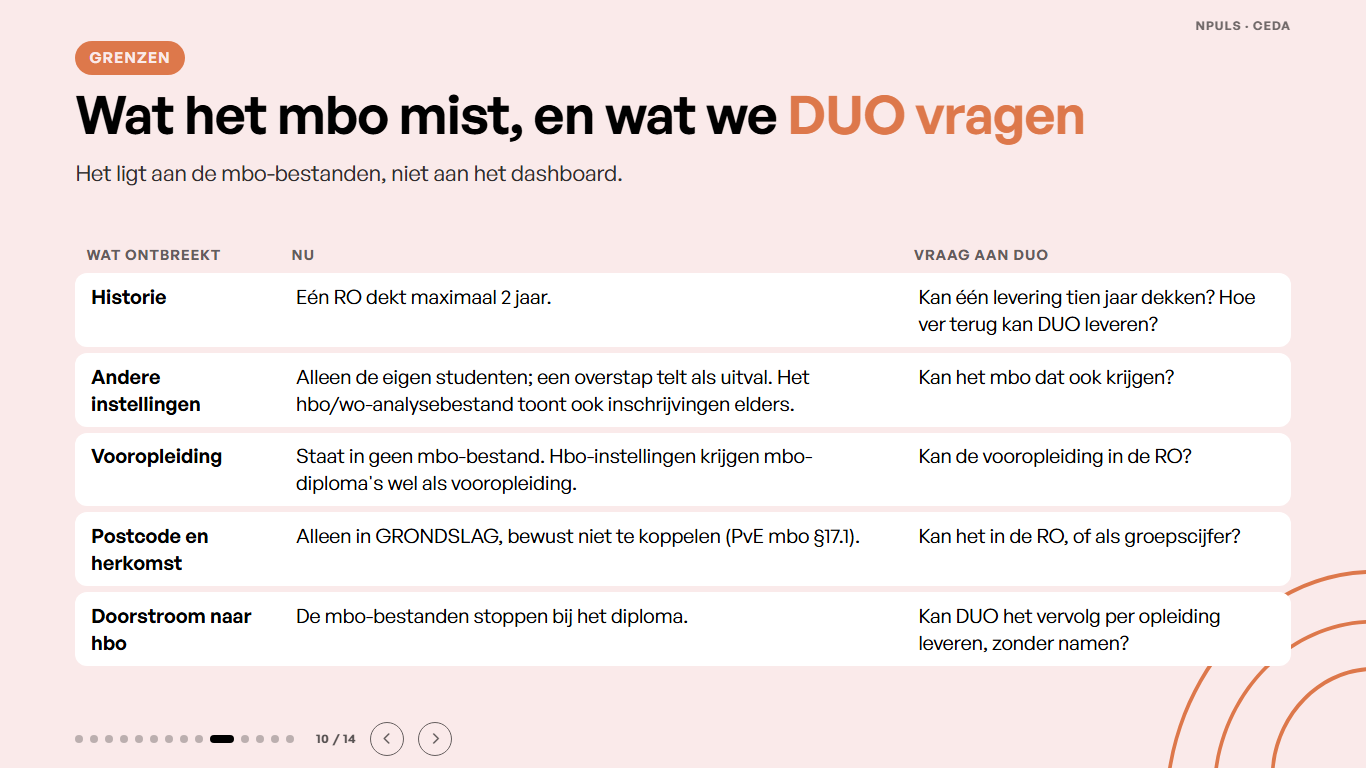 NPULS · CEDA
GRENZEN
Wat het mbo mist, en wat we DUO vragen
Het ligt aan de mbo-bestanden, niet aan het dashboard.
WAT ONTBREEKT NU VRAAG AAN DUO
Historie Eén RO dekt maximaal 2 jaar. Kan één levering tien jaar dekken? Hoe
ver terug kan DUO leveren?
Andere Alleen de eigen studenten; een overstap telt als uitval. Het Kan het mbo dat ook krijgen?
instellingen hbo/wo-analysebestand toont ook inschrijvingen elders.
Vooropleiding Staat in geen mbo-bestand. Hbo-instellingen krijgen mbo- Kan de vooropleiding in de RO?
diploma's wel als vooropleiding.
Postcode en Alleen in GRONDSLAG, bewust niet te koppelen (PvE mbo §17.1). Kan het in de RO, of als groepscijfer?
herkomst
Doorstroom naar De mbo-bestanden stoppen bij het diploma. Kan DUO het vervolg per opleiding
hbo leveren, zonder namen?
10 / 14